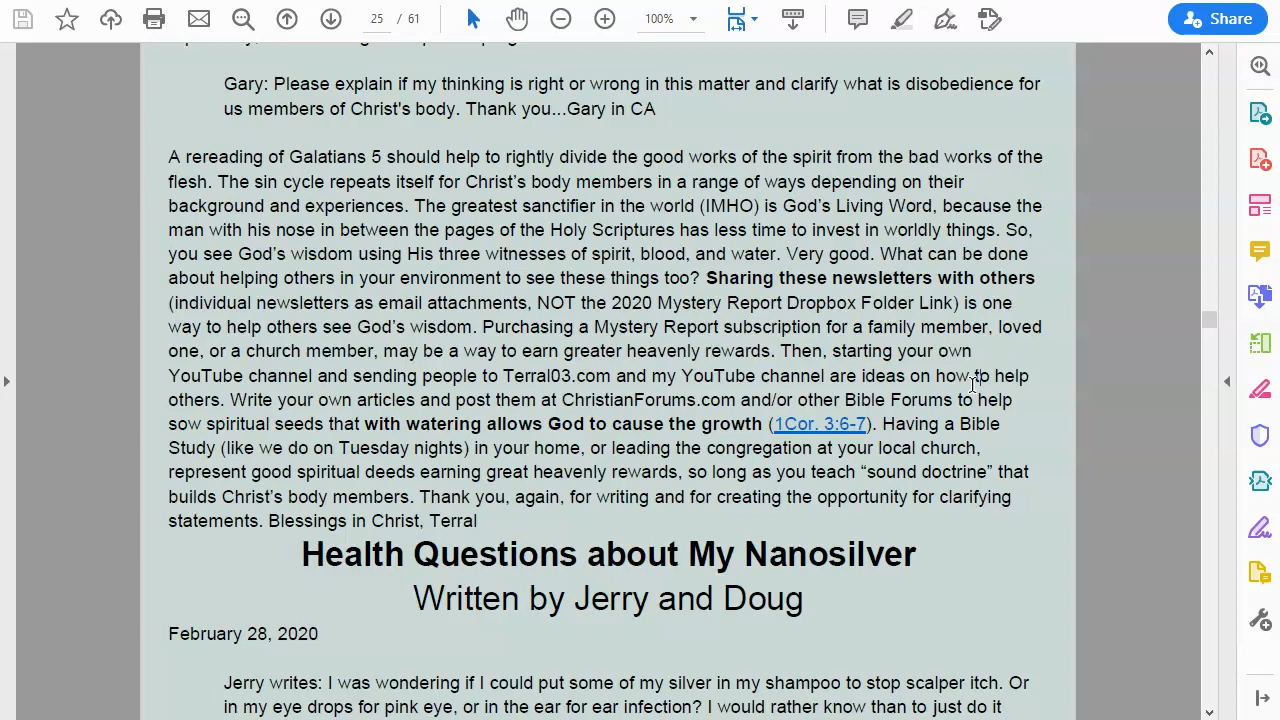 25 / 61
100%
Share
Gary: Please explain if my thinking is right or wrong in this matter and clarify what is disobedience for
us members of Christ's body. Thank you...Gary in CA
A rereading of Galatians 5 should help to rightly divide the good works of the spirit from the bad works of the
flesh. The sin cycle repeats itself for Christ’s body members in a range of ways depending on their
background and experiences. The greatest sanctifier in the world (IMHO) is God’s Living Word, because the
man with his nose in between the pages of the Holy Scriptures has less time to invest in worldly things. So,
you see God’s wisdom using His three witnesses of spirit, blood, and water. Very good. What can be done
about helping others in your environment to see these things too? Sharing these newsletters with others
(individual newsletters as email attachments, NOT the 2020 Mystery Report Dropbox Folder Link) is one
way to help others see God’s wisdom. Purchasing a Mystery Report subscription for a family member, loved
one, or a church member, may be a way to earn greater heavenly rewards. Then, starting your own
YouTube channel and sending people to Terral03.com and my YouTube channel are ideas on how to help
others. Write your own articles and post them at ChristianForums.com and/or other Bible Forums to help
sow spiritual seeds that with watering allows God to cause the growth (1Cor. 3:6-7). Having a Bible
Study (like we do on Tuesday nights) in your home, or leading the congregation at your local church,
represent good spiritual deeds earning great heavenly rewards, so long as you teach “sound doctrine” that
builds Christ’s body members. Thank you, again, for writing and for creating the opportunity for clarifying
statements. Blessings in Christ, Terral
Health Questions about My Nanosilver
Written by Jerry and Doug
February 28, 2020
Jerry writes: I was wondering if I could put some of my silver in my shampoo to stop scalper itch. Or
in my eye drops for pink eye, or in the ear for ear infection? I would rather know than to just do it